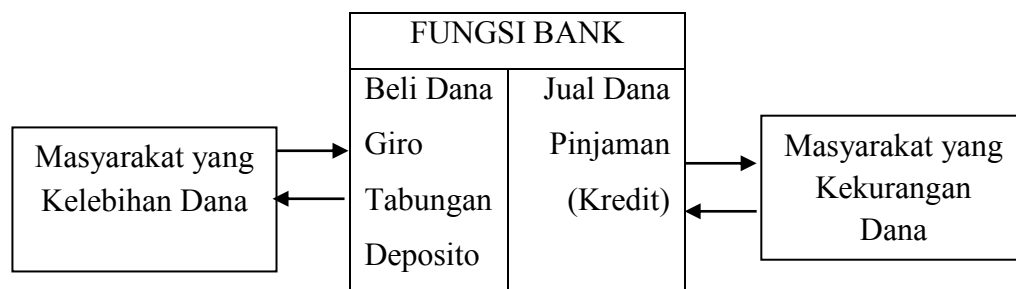 FUNGSI BANK
Masyarakat yang
Kelebihan Dana
Beli Dana
Giro
Tabungan
Deposito
Jual Dana
Pinjaman
(Kredit)
Masyarakat yang
Kekurangan
Dana